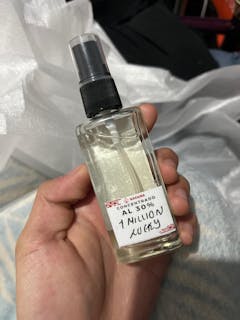 CONCENTRADO
AL 30%
1 MILLION
LUCKY